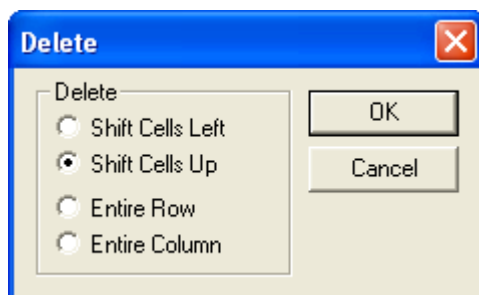 Delete
Delete
Shift Cells Left
Shift Cells Up
Entire Row
Entire Column
OK
Cancel